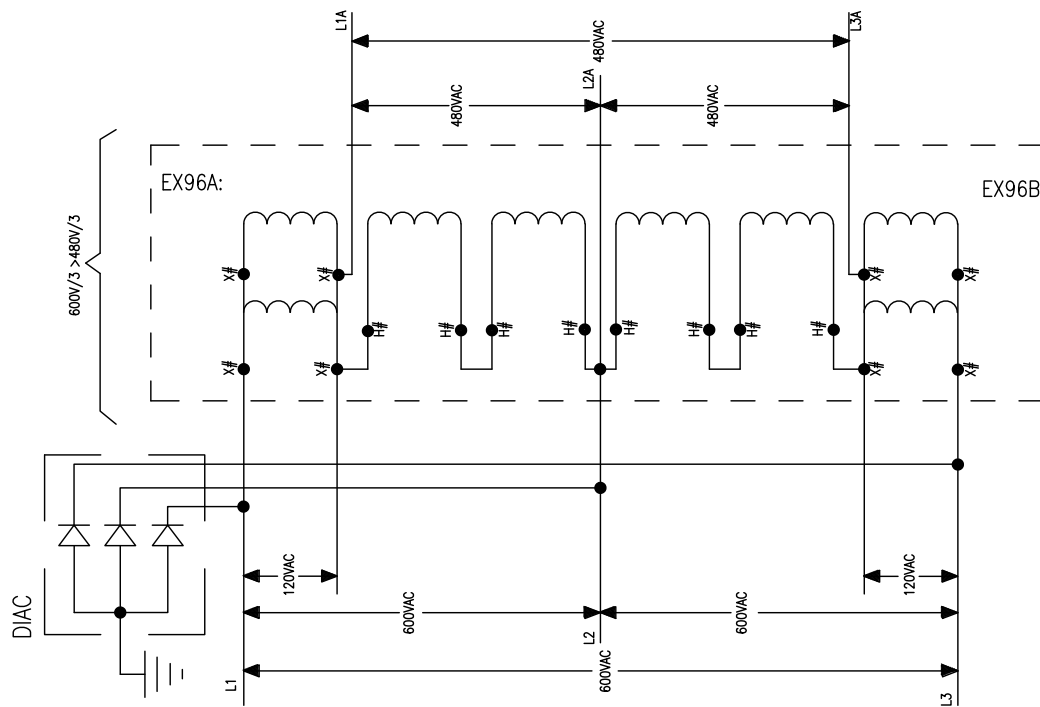 L1A
L3A
480VAC
L2A
480VAC
480VAC
600V/3 >480V/3
EX96A:
EX96B
X#
X#
X#
X#
H#
H#
H#
H#
H#
H#
H#
H#
X#
X#
X#
X#
DIAC
120VAC
120VAC
600VAC
600VAC
L2
600VAC
L1
L3